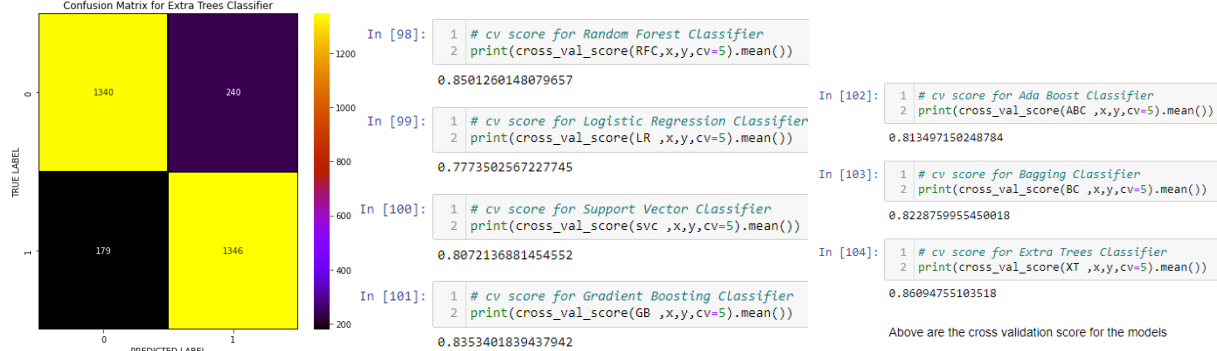 Confusion Matrix for Extra Trees Classifier
1340
240
179
1346
0
1
TRUE LABEL
0
1
PREDICTED LABEL
1200
1000
800
600
400
200
In [98]:
1 # cv score for Random Forest Classifier
2 print(cross_val_score(RFC,x,y,cv=5).mean())
0.8501260148079657
In [99]:
1 # cv score for Logistic Regression Classifier
2 print(cross_val_score(LR ,x,y,cv=5).mean())
0.7773502567227745
In [100]:
1 # cv score for Support Vector Classifier
2 print(cross_val_score(svc ,x,y,cv=5).mean())
0.8072136881454552
In [101]:
1 # cv score for Gradient Boosting Classifier
2 print(cross_val_score(GB ,x,y,cv=5).mean())
0.8353401839437942
In [102]:
1 # cv score for Ada Boost Classifier
2 print(cross_val_score(ABC ,x,y,cv=5).mean())
0.813497150248784
In [103]:
1 # cv score for Bagging Classifier
2 print(cross_val_score(BC ,x,y,cv=5).mean())
0.8228759955450018
In [104]:
1 # cv score for Extra Trees Classifier
2 print(cross_val_score(XT ,x,y,cv=5).mean())
0.86094755103518
Above are the cross validation score for the models